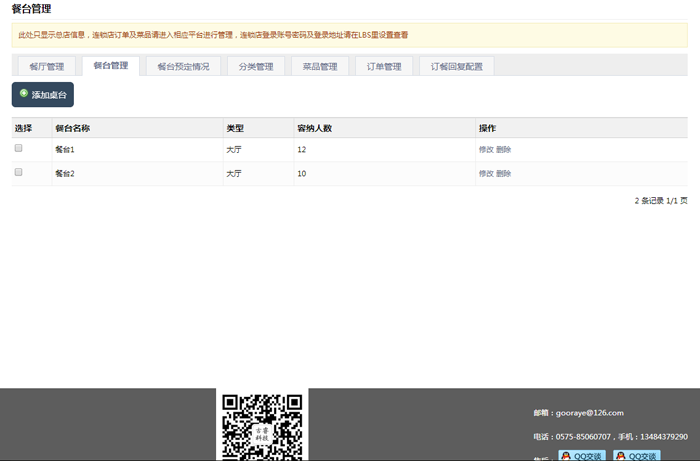 餐台管理
此处只显示总店信息，连锁店订单及菜品请进入相应平台进行管理，连锁店登录账号密码及登录地址请在LBS里设置查看
餐厅管理 餐台管理 餐台预定情况 分类管理 菜品管理 订单管理 订餐回复配置
添加桌台
选择 餐台名称 类型 容纳人数 操作
餐台1 大厅 12 修改 删除
餐台2 大厅 10 修改 删除
2 条记录 1/1 页
古睿
科技
邮箱：gooraye@126.com
电话：0575-85060707，手机：13484379290
售后： QQ交谈 QQ交谈